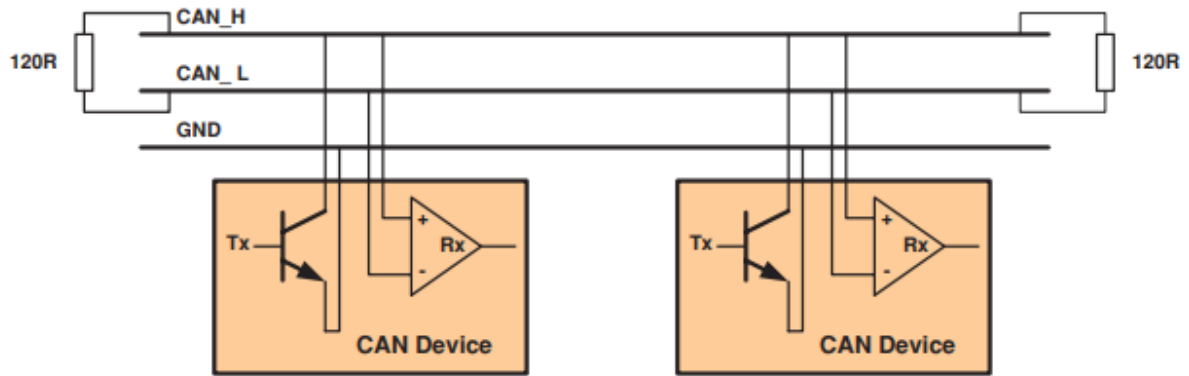 CAN_H
120R
120R
CAN_ L
GND
Tx
+
Rx
-
CAN Device
Tx
+
Rx
-
CAN Device